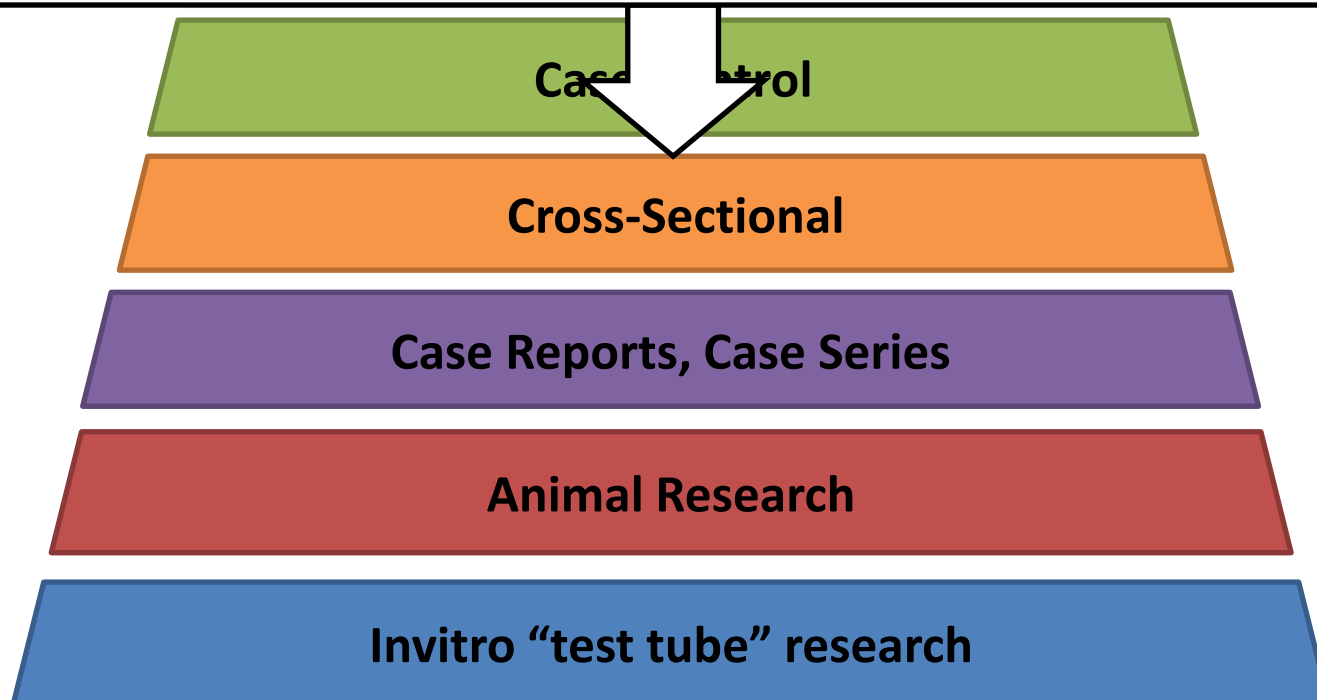 Cross-Sectional
Case Reports, Case Series
Animal Research
Invitro “test tube” research